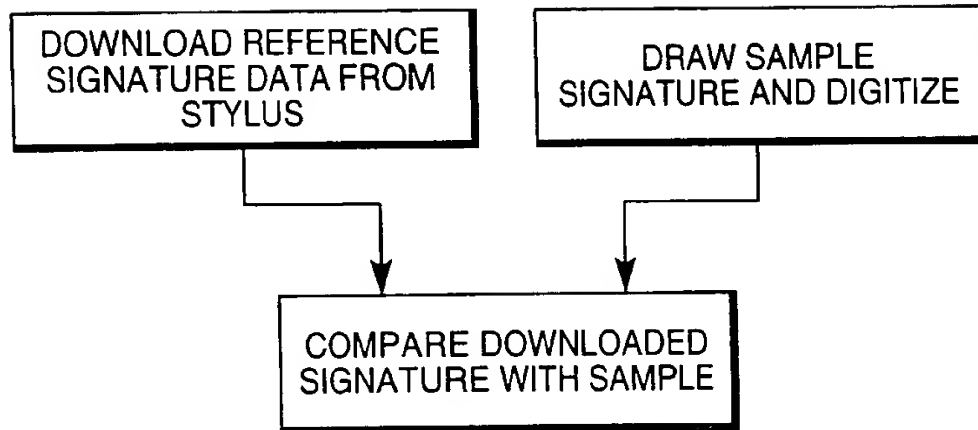 DOWNLOAD REFERENCE
SIGNATURE DATA FROM
STYLUS
DRAW SAMPLE
SIGNATURE AND DIGITIZE
COMPARE DOWNLOADED
SIGNATURE WITH SAMPLE